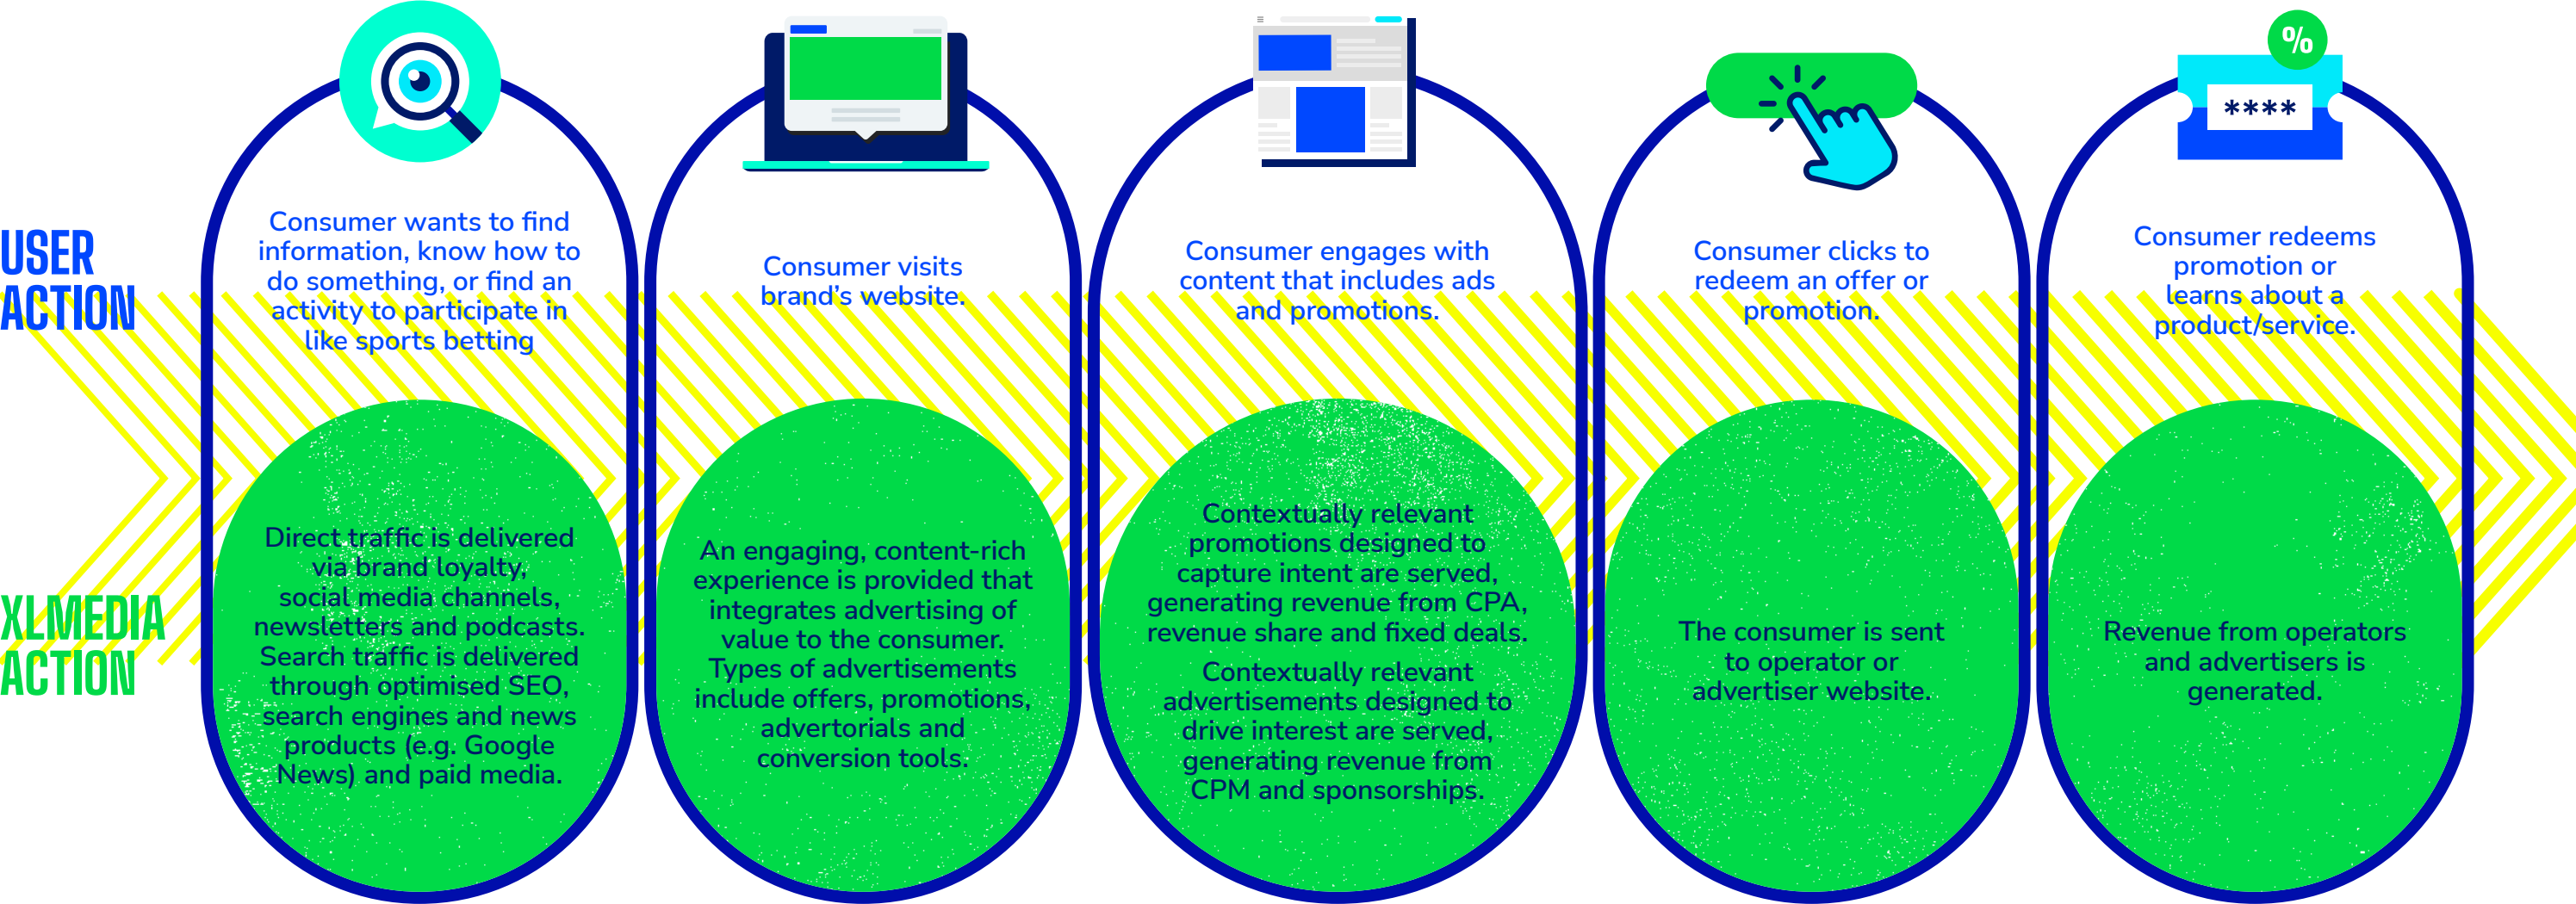 USER
ACTION
Consumer wants to find
information, know how to
do something, or find an
activity to participate in
like sports betting
Consumer visits
brand’s website.
Consumer engages with
content that includes ads
and promotions.
Consumer clicks to
redeem an offer or
promotion.
%
****
Consumer redeems
promotion or
learns about a
product/service.
XLMEDIA
ACTION
Direct traffic is delivered
via brand loyalty,
social media channels,
newsletters and podcasts.
Search traffic is delivered
through optimised SEO,
search engines and news
products (e.g. Google
News) and paid media.
An engaging, content-rich
experience is provided that
integrates advertising of
value to the consumer.
Types of advertisements
include offers, promotions,
advertorials and
conversion tools.
Contextually relevant
promotions designed to
capture intent are served,
generating revenue from CPA,
revenue share and fixed deals.
Contextually relevant
advertisements designed to
drive interest are served,
generating revenue from
CPM and sponsorships.
The consumer is sent
to operator or
advertiser website.
Revenue from operators
and advertisers is
generated.